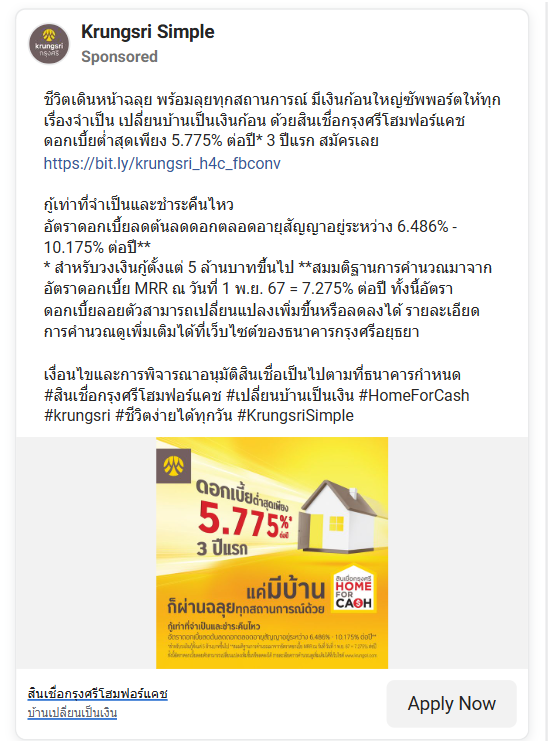 Krungsri Simple
Sponsored
krungsri
กรุงศรี
ชีวิตเดินหน้าฉลุย พร้อมลุยทุกสถานการณ์ มีเงินก้อนใหญ่ซัพพอร์ตให้ทุก
เรื่องจำเป็น เปลี่ยนบ้านเป็นเงินก้อน ด้วยสินเชื่อกรุงศรีโฮมฟอร์แคช
ดอกเบี้ยต่ำสุดเพียง 5.775% ต่อปี* 3 ปีแรก สมัครเลย
https://bit.ly/krungsri_h4c_fbconv
กู้เท่าที่จำเป็นและชำระคืนไหว
อัตราดอกเบี้ยลดต้นลดดอกตลอดอายุสัญญาอยู่ระหว่าง 6.486% -
10.175% ต่อปี**
* สำหรับวงเงินกู้ตั้งแต่ 5 ล้านบาทขึ้นไป **สมมติฐานการคำนวณมาจาก
อัตราดอกเบี้ย MRR ณ วันที่ 1 พ.ย. 67 = 7.275% ต่อปี ทั้งนี้อัตรา
ดอกเบี้ยลอยตัวสามารถเปลี่ยนแปลงเพิ่มขึ้นหรือลดลงได้ รายละเอียด
การคำนวณดูเพิ่มเติมได้ที่เว็บไซต์ของธนาคารกรุงศรีอยุธยา
เงื่อนไขและการพิจารณาอนุมัติสินเชื่อเป็นไปตามที่ธนาคารกำหนด
#สินเชื่อกรุงศรีโฮมฟอร์แคช #เปลี่ยนบ้านเป็นเงิน #HomeForCash
#krungsri #ชีวิตง่ายได้ทุกวัน #KrungsriSimple
ดอกเบี้ยต่ำสุดเพียง
5.775%* ต่อปี
3 ปีแรก
แค่มีบ้าน
ก็ผ่านฉลุยทุกสถานการณ์ด้วย
สินเชื่อกรุงศรี
HOME
FOR
CASH
กู้เท่าที่จำเป็นและชำระคืนไหว
อัตราดอกเบี้ยลดต้นลดดอกตลอดอายุสัญญาอยู่ระหว่าง 6.486% - 10.175% ต่อปี**
สินเชื่อกรุงศรีโฮมฟอร์แคช
บ้านเปลี่ยนเป็นเงิน
Apply Now